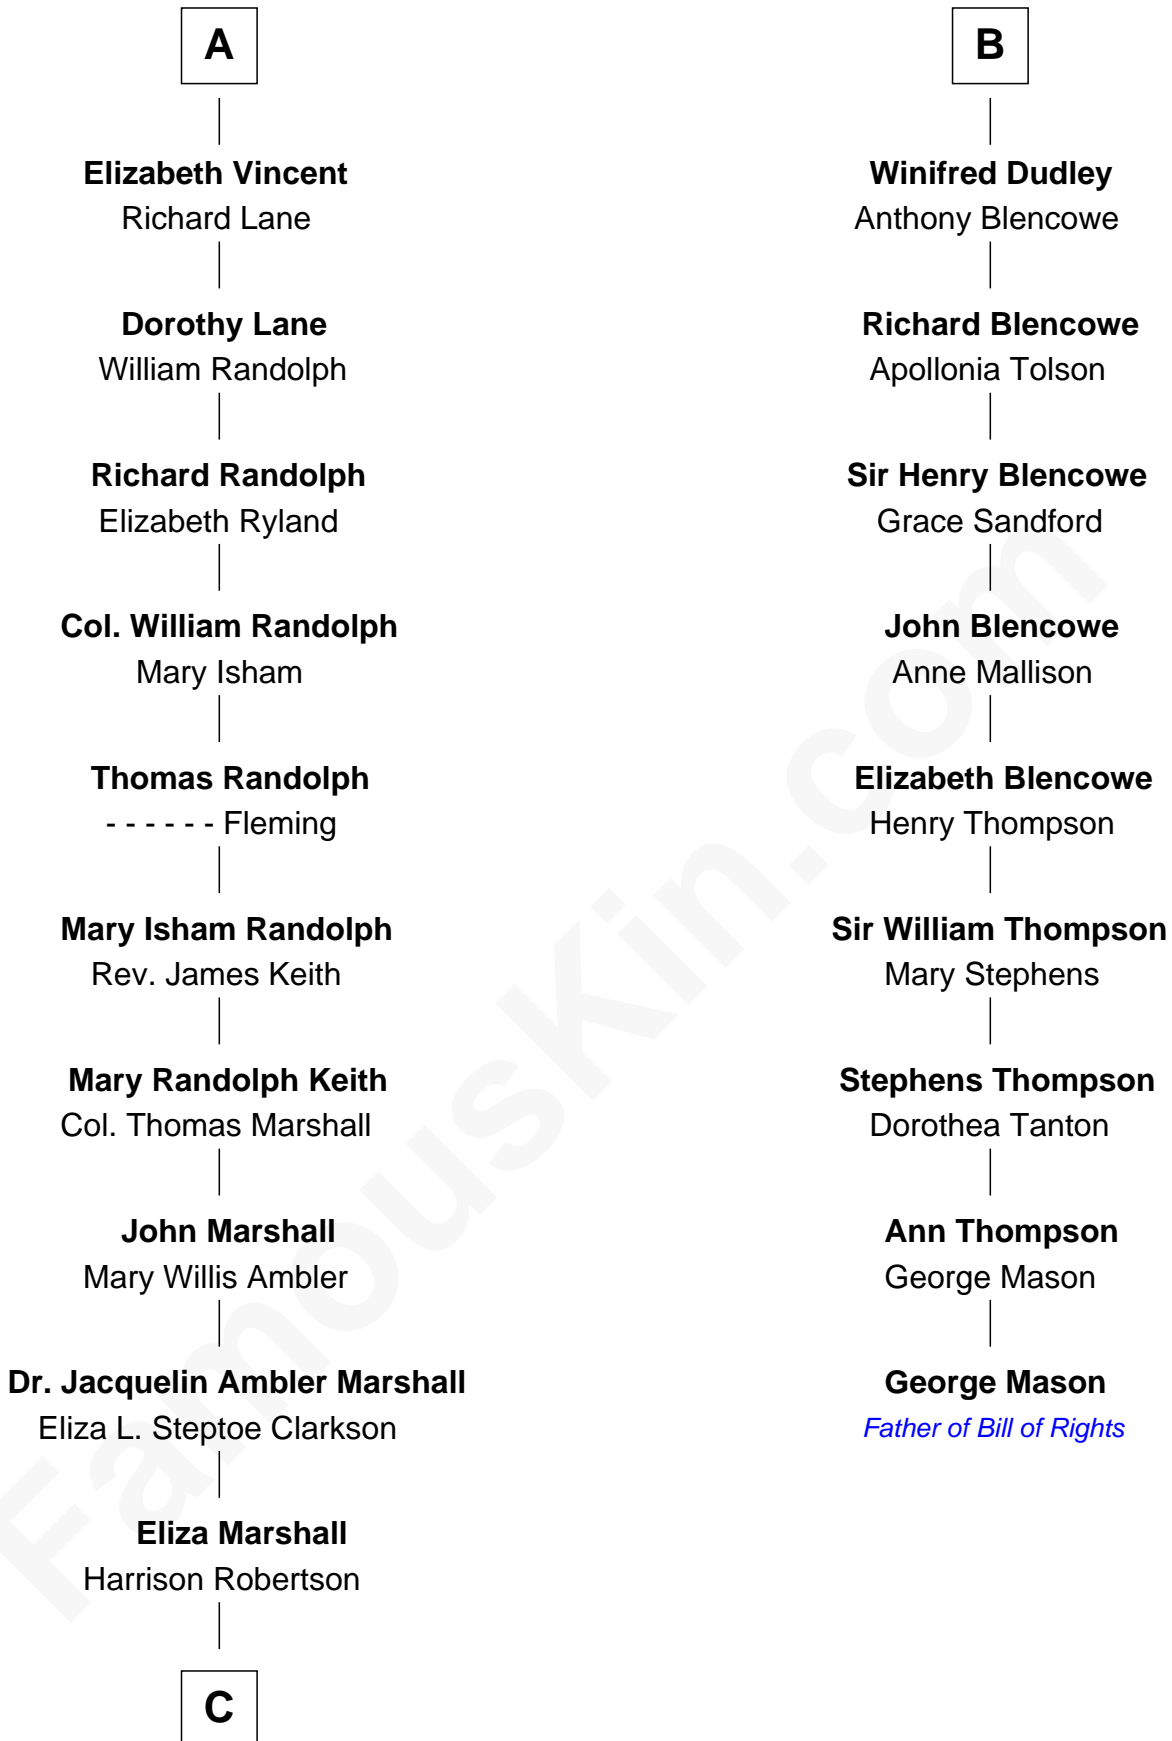 A
Elizabeth Vincent
Richard Lane
Dorothy Lane
William Randolph
Richard Randolph
Elizabeth Ryland
Col. William Randolph
Mary Isham
Thomas Randolph
- - - - - - Fleming
Mary Isham Randolph
Rev. James Keith
Mary Randolph Keith
Col. Thomas Marshall
John Marshall
Mary Willis Ambler
Dr. Jacquelin Ambler Marshall
Eliza L. Steptoe Clarkson
Eliza Marshall
Harrison Robertson
C
B
Winifred Dudley
Anthony Blencowe
Richard Blencowe
Apollonia Tolson
Sir Henry Blencowe
Grace Sandford
John Blencowe
Anne Mallison
Elizabeth Blencowe
Henry Thompson
Sir William Thompson
Mary Stephens
Stephens Thompson
Dorothea Tanton
Ann Thompson
George Mason
George Mason
Father of Bill of Rights
FamousKin.com